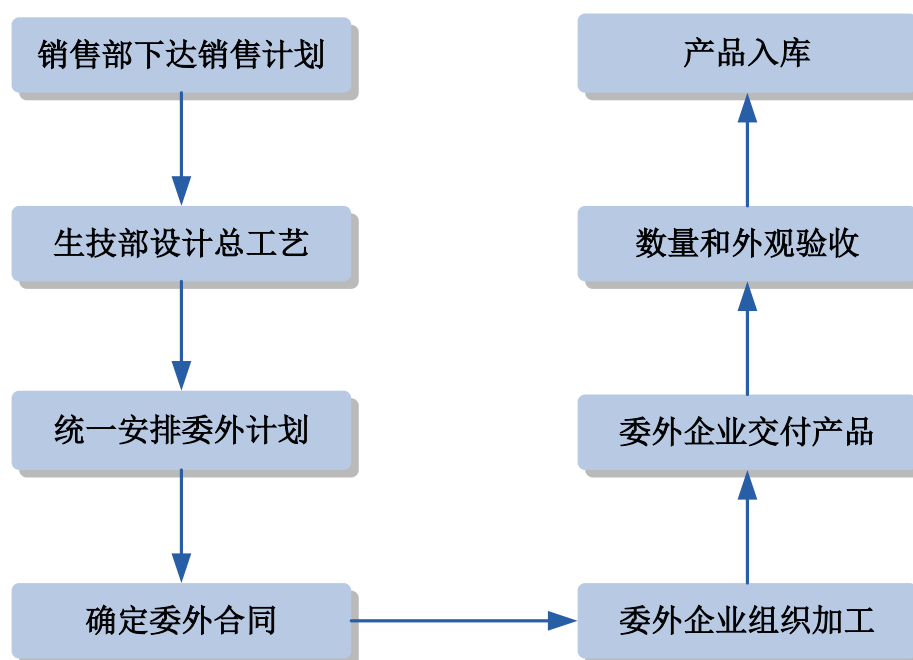 销售部下达销售计划
生技部设计总工艺
统一安排委外计划
确定委外合同
委外企业组织加工
委外企业交付产品
数量和外观验收
产品入库